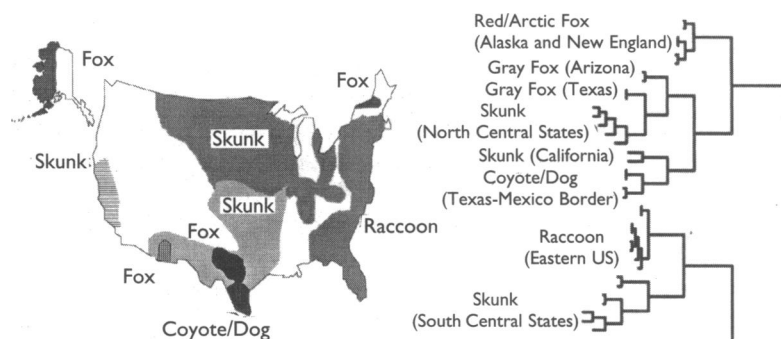 Fox
Fox
Skunk
Skunk
Skunk
Fox
Raccoon
Fox
Coyote/Dog
Red/Arctic Fox
(Alaska and New England)
Gray Fox (Arizona)
Gray Fox (Texas)
Skunk
(North Central States)
Skunk (California)
Coyote/Dog
(Texas-Mexico Border)
Raccoon
(Eastern US)
Skunk
(South Central States)